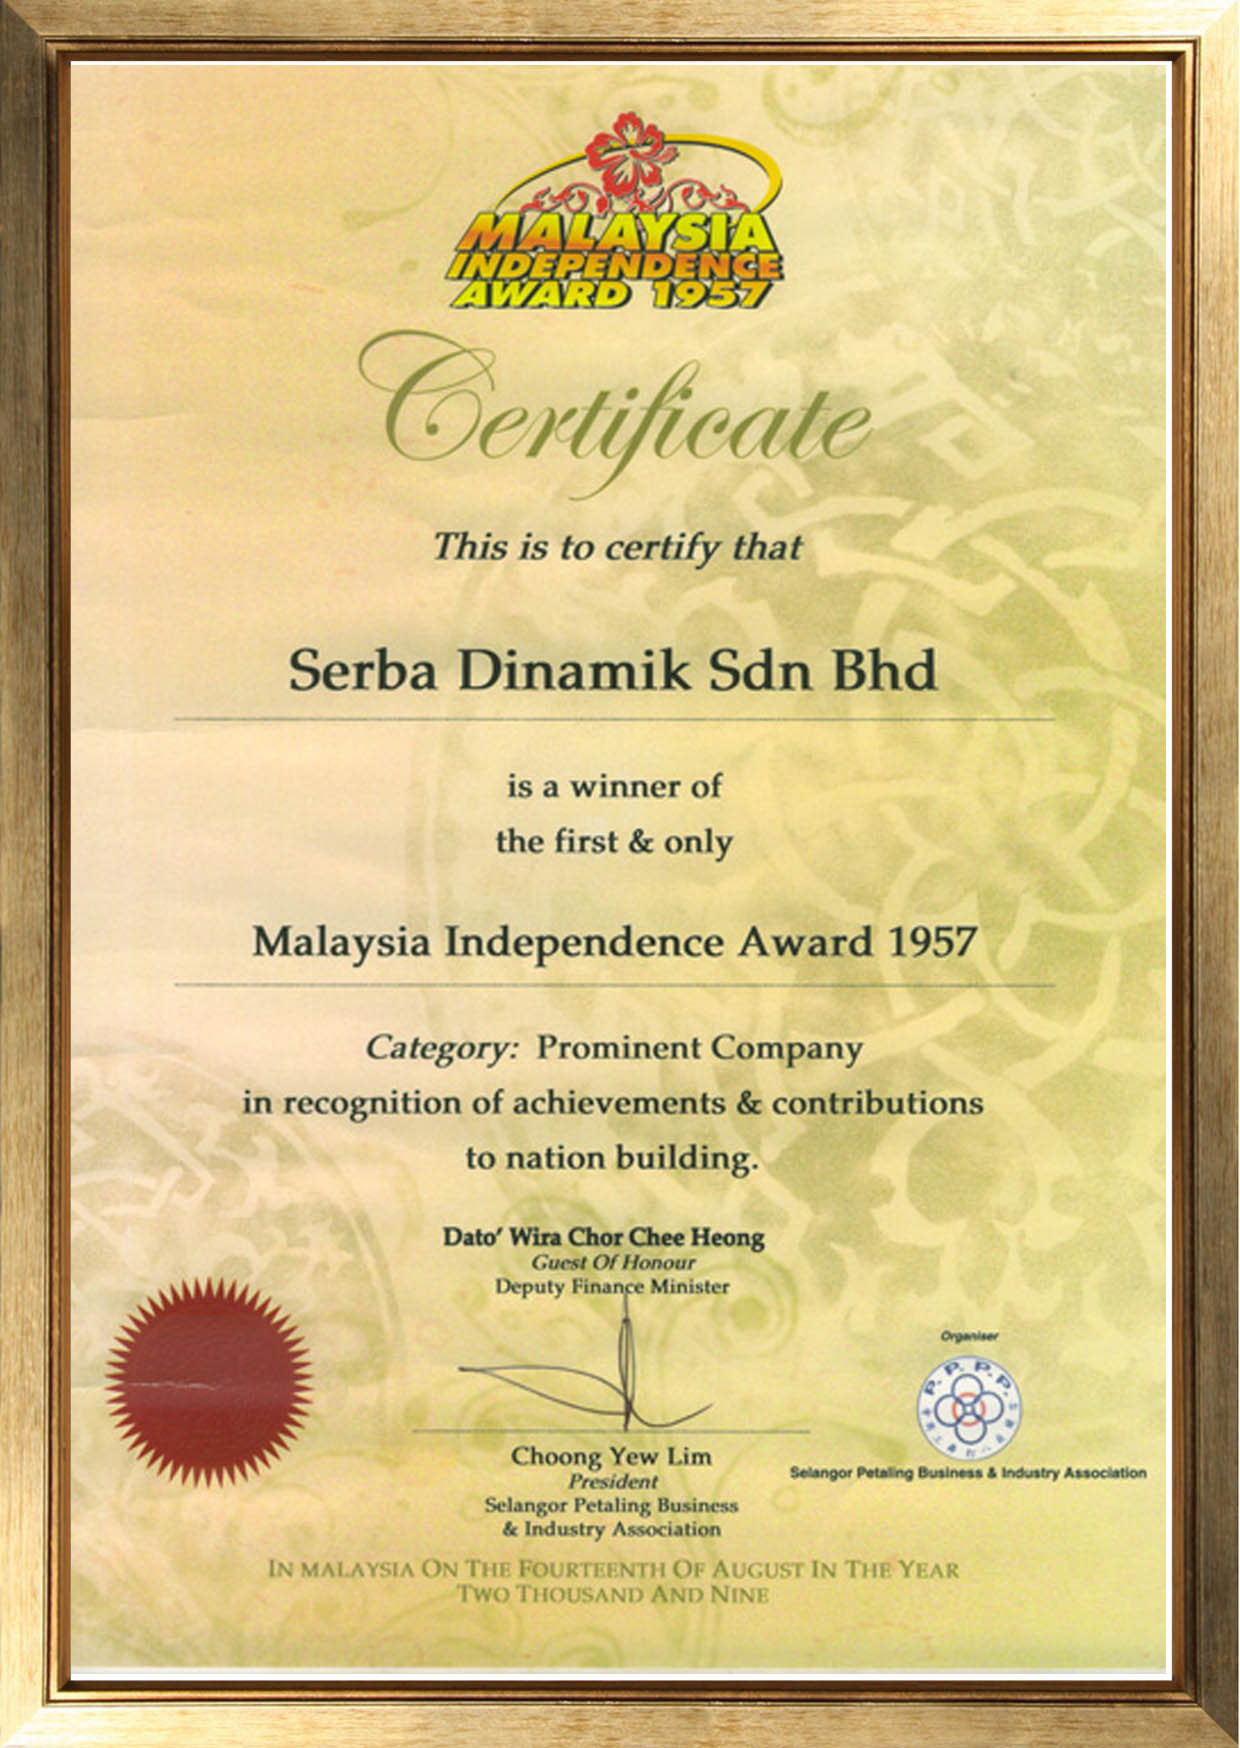 MALAYSIA
INDEPENDENCE
AWARD 1957
Certificate
This is to certify that
Serba Dinamik Sdn Bhd
is a winner of
the first & only
Malaysia Independence Award 1957
Category: Prominent Company
in recognition of achievements & contributions
to nation building.
Dato' Wira Chor Chee Heong
Guest Of Honour
Deputy Finance Minister
Choong Yew Lim
President
Selangor Petaling Business
& Industry Association
Organiser
P. P. P. P.
Selangor Petaling Business & Industry Association
IN MALAYSIA ON THE FOURTEENTH OF AUGUST IN THE YEAR
TWO THOUSAND AND NINE